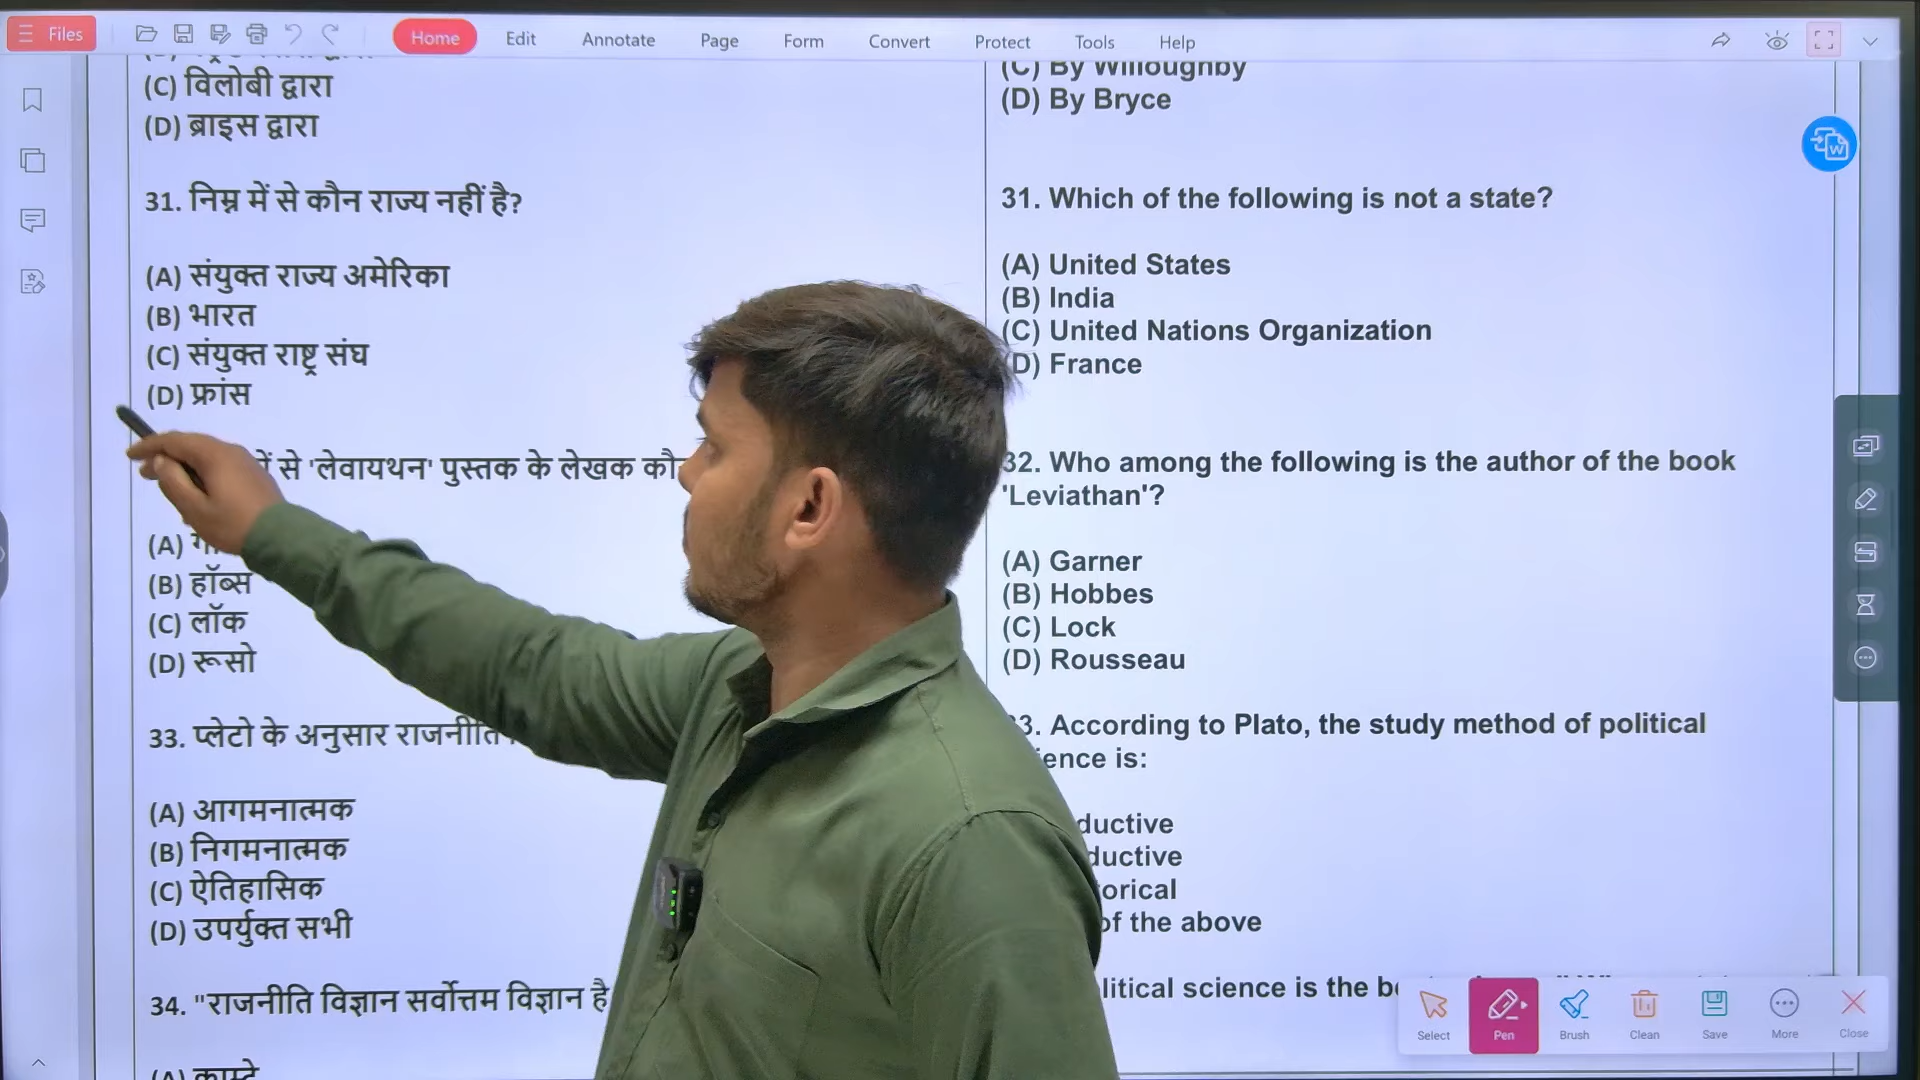 Files
Home Edit Annotate Page Form Convert Protect Tools Help
(C) विलोबी द्वारा
(D) ब्राइस द्वारा
31. निम्न में से कौन राज्य नहीं है?
(A) संयुक्त राज्य अमेरिका
(B) भारत
(C) संयुक्त राष्ट्र संघ
(D) फ्रांस
से 'लेवायथन' पुस्तक के लेखक
(A)
(B) हॉब्स
(C) लॉक
(D) रूसो
33. प्लेटो के अनुसार
(A) आगमनात्मक
(B) निगमनात्मक
(C) ऐतिहासिक
(D) उपर्युक्त सभी
34. "राजनीति विज्ञान सर्वोत्तम विज्ञान है
(A) काम्टे
(C) By Willoughby
(D) By Bryce
31. Which of the following is not a state?
(A) United States
(B) India
(C) United Nations Organization
(D) France
32. Who among the following is the author of the book
'Leviathan'?
(A) Garner
(B) Hobbes
(C) Lock
(D) Rousseau
33. According to Plato, the study method of political
ence is:
ductive
ductive
torical
of the above
litical science is the
Select Pen Brush Clean Save More Close